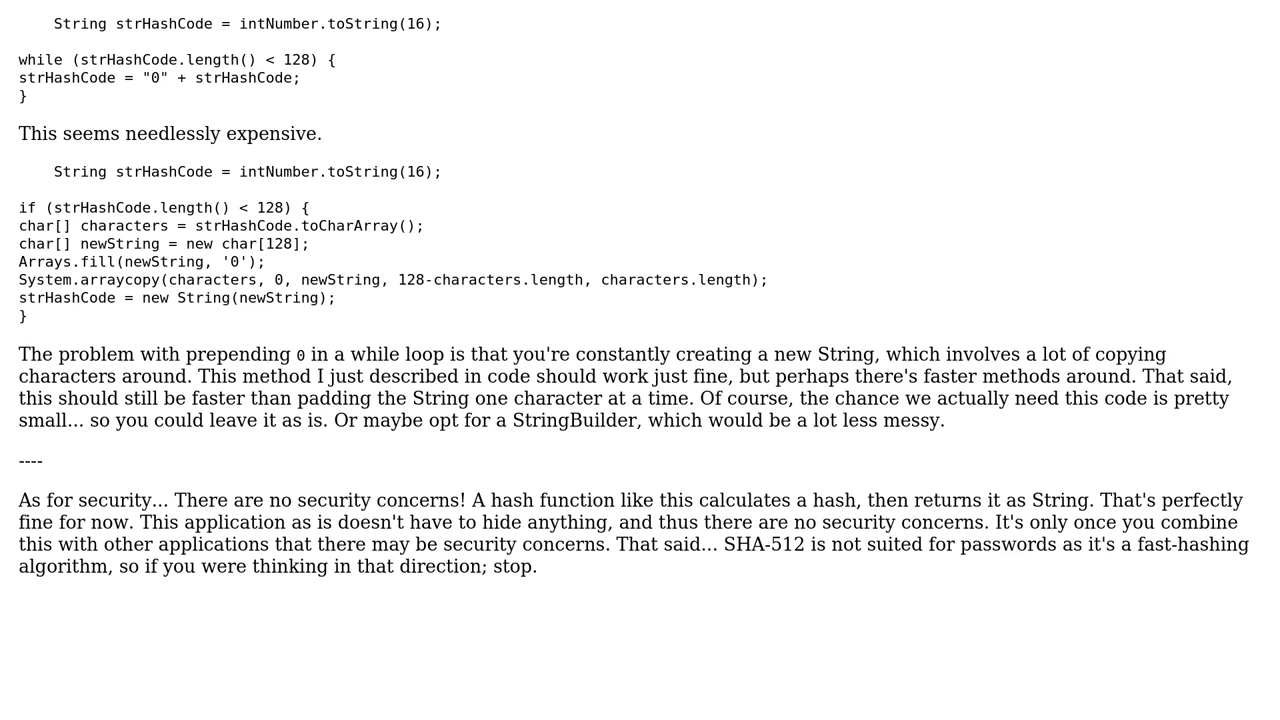 String strHashCode = intNumber.toString(16);
while (strHashCode.length() < 128) {
strHashCode = "0" + strHashCode;
}
This seems needlessly expensive.
String strHashCode = intNumber.toString(16);
if (strHashCode.length() < 128) {
char[] characters = strHashCode.toCharArray();
char[] newString = new char[128];
Arrays.fill(newString, '0');
System.arraycopy(characters, 0, newString, 128-characters.length, characters.length);
strHashCode = new String(newString);
}
The problem with prepending 0 in a while loop is that you're constantly creating a new String, which involves a lot of copying
characters around. This method I just described in code should work just fine, but perhaps there's faster methods around. That said,
this should still be faster than padding the String one character at a time. Of course, the chance we actually need this code is pretty
small... so you could leave it as is. Or maybe opt for a StringBuilder, which would be a lot less messy.
----
As for security... There are no security concerns! A hash function like this calculates a hash, then returns it as String. That's perfectly
fine for now. This application as is doesn't have to hide anything, and thus there are no security concerns. It's only once you combine
this with other applications that there may be security concerns. That said... SHA-512 is not suited for passwords as it's a fast-hashing
algorithm, so if you were thinking in that direction; stop.